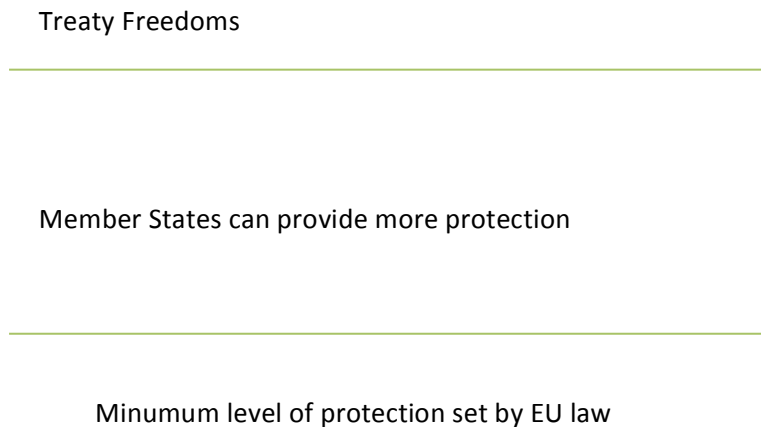 Treaty Freedoms
Member States can provide more protection
Minumum level of protection set by EU law